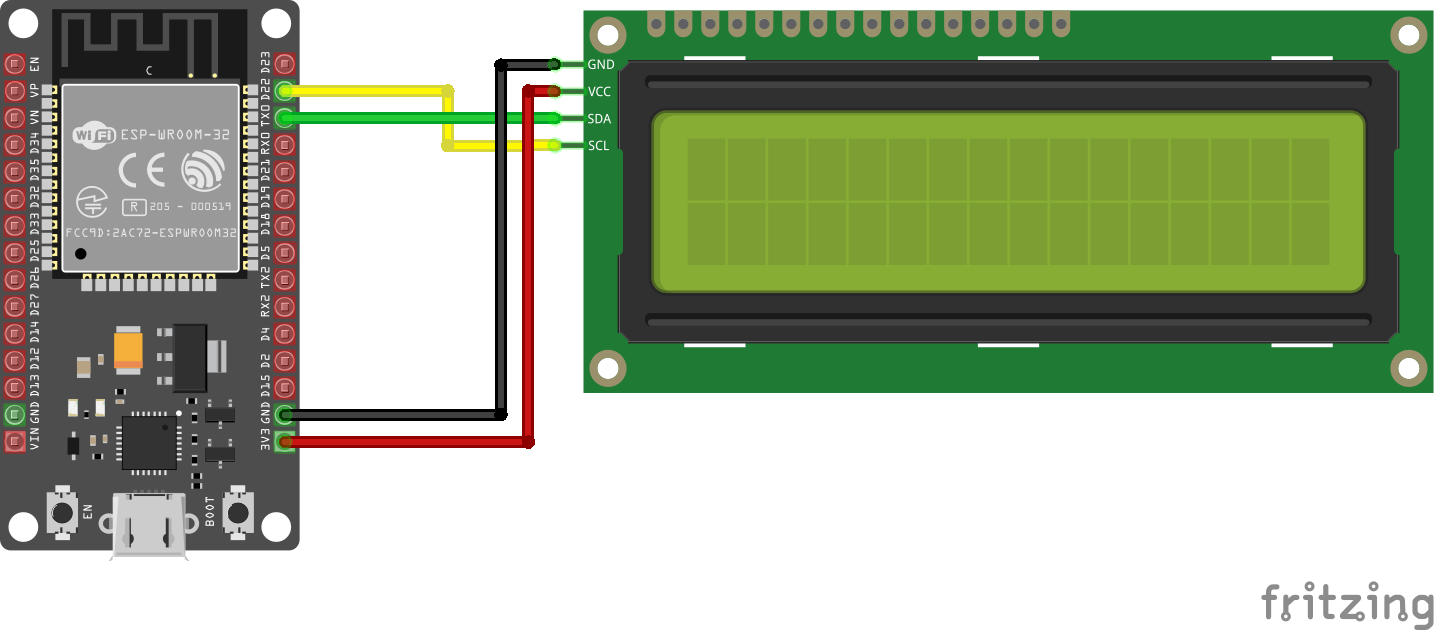 C
EN
VP
VN
D34
D35
D32
D33
D25
D26
D27
D14
D12
D13
GND
VIN
WiFi
ESP-WROOM-32
CE
R 205 - 000519
FCC9D:2AC72-ESPWROOM32
D23
D22
TX0
RX0
D21
D19
D18
D5
TX2
RX2
D4
D2
D15
GND
3V3
EN
BOOT
GND
VCC
SDA
SCL
fritzing